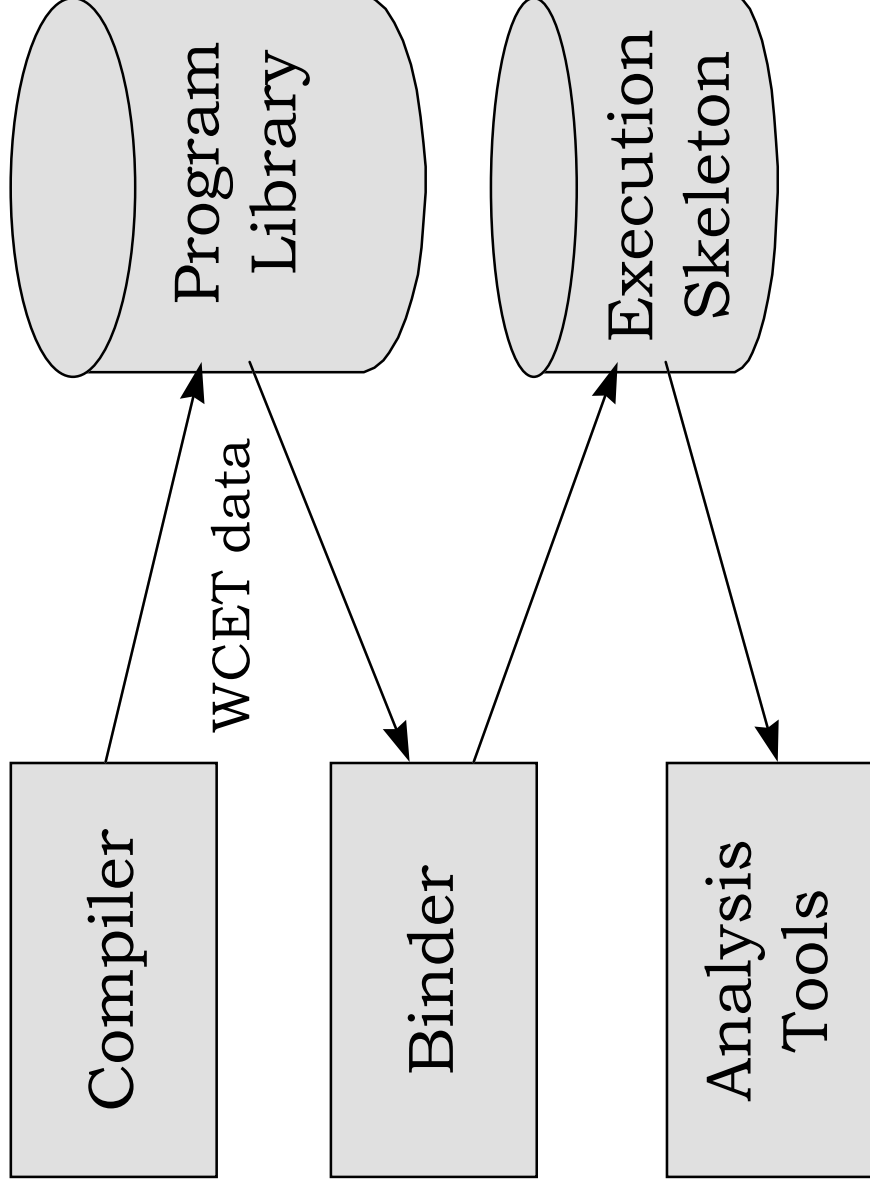 Compiler
WCET data
Program
Library
Binder
Execution
Skeleton
Analysis
Tools